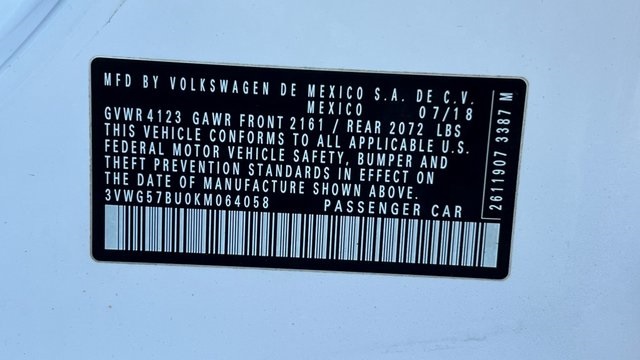 MFD BY VOLKSWAGEN DE MEXICO S.A. DE C.V.
MEXICO 07/18
GVWR 4123 GAWR FRONT 2161 / REAR 2072 LBS
THIS VEHICLE CONFORMS TO ALL APPLICABLE U.S.
FEDERAL MOTOR VEHICLE SAFETY, BUMPER AND
THEFT PREVENTION STANDARDS IN EFFECT ON
THE DATE OF MANUFACTURE SHOWN ABOVE.
3VWG57BU0KM064058 PASSENGER CAR
2611907 3387 M